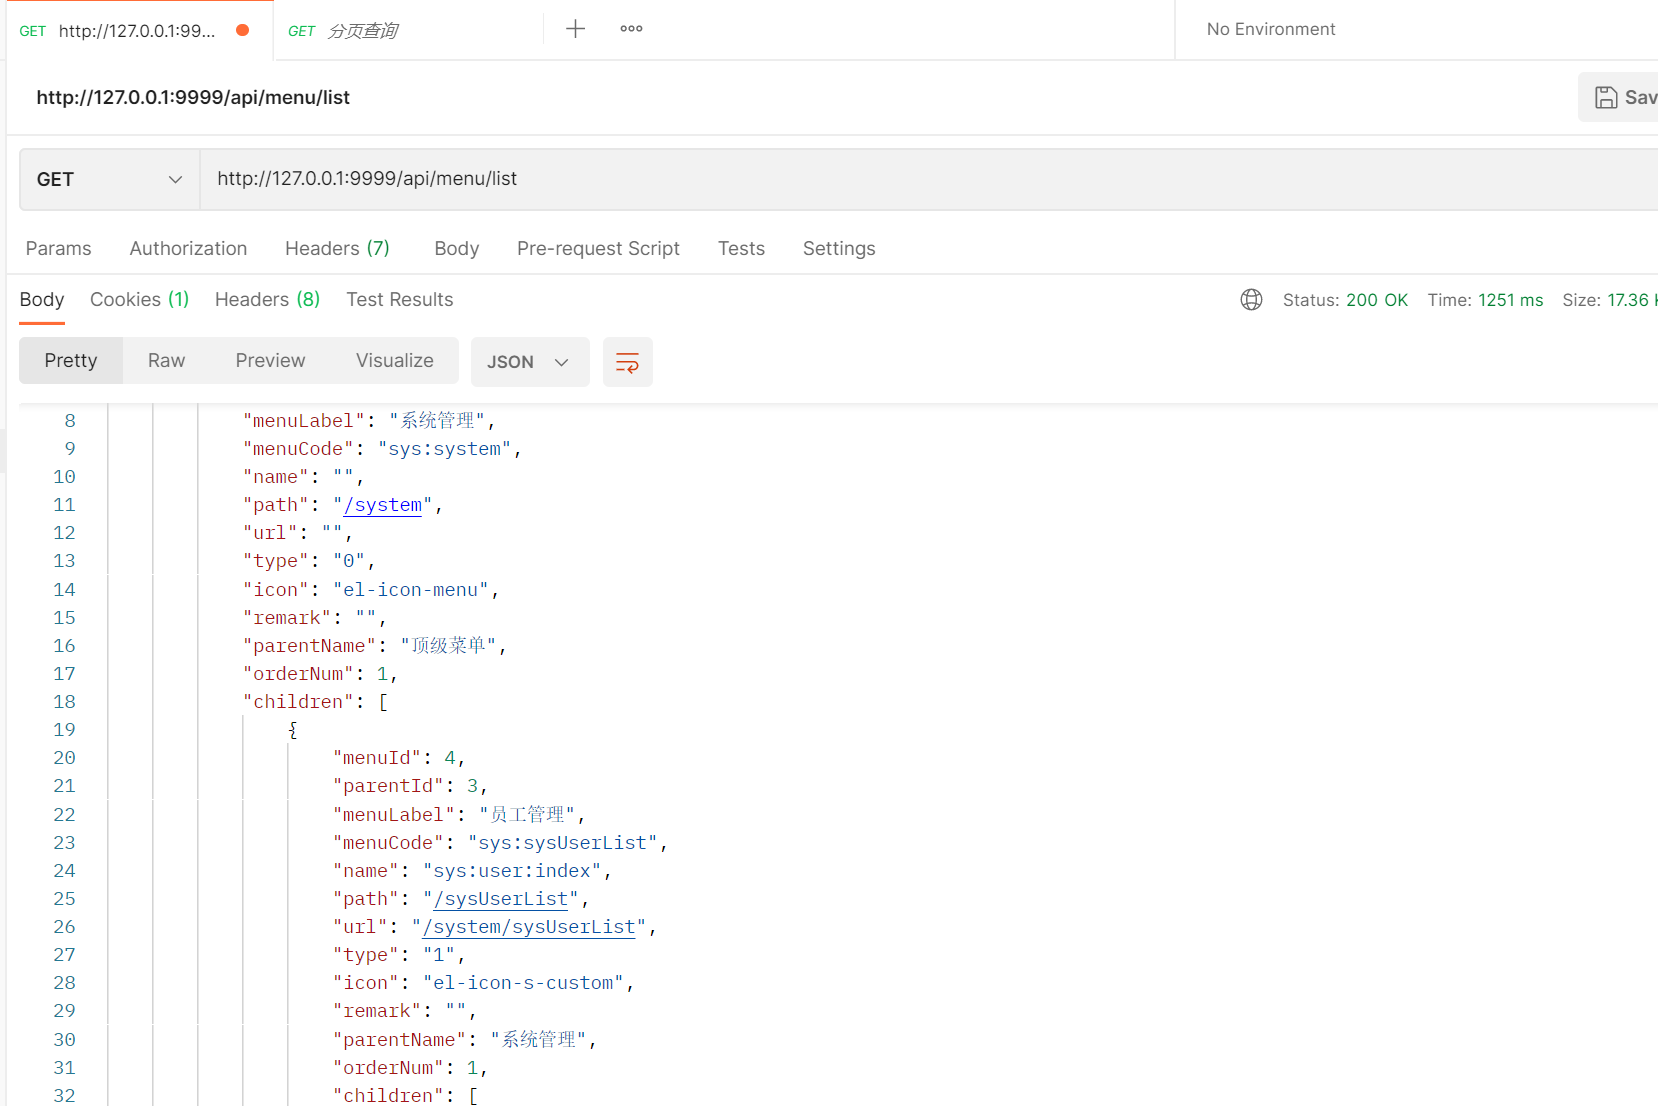 GET http://127.0.0.1:99... GET 分页查询 No Environment
http://127.0.0.1:9999/api/menu/list Sav
GET http://127.0.0.1:9999/api/menu/list
Params Authorization Headers (7) Body Pre-request Script Tests Settings
Body Cookies (1) Headers (8) Test Results Status: 200 OK Time: 1251 ms Size: 17.36 K
Pretty Raw Preview Visualize JSON
8 "menuLabel": "系统管理",
9 "menuCode": "sys:system",
10 "name": "",
11 "path": "/system",
12 "url": "",
13 "type": "0",
14 "icon": "el-icon-menu",
15 "remark": "",
16 "parentName": "顶级菜单",
17 "orderNum": 1,
18 "children": [
19 {
20 "menuId": 4,
21 "parentId": 3,
22 "menuLabel": "员工管理",
23 "menuCode": "sys:sysUserList",
24 "name": "sys:user:index",
25 "path": "/sysUserList",
26 "url": "/system/sysUserList",
27 "type": "1",
28 "icon": "el-icon-s-custom",
29 "remark": "",
30 "parentName": "系统管理",
31 "orderNum": 1,
32 "children": [